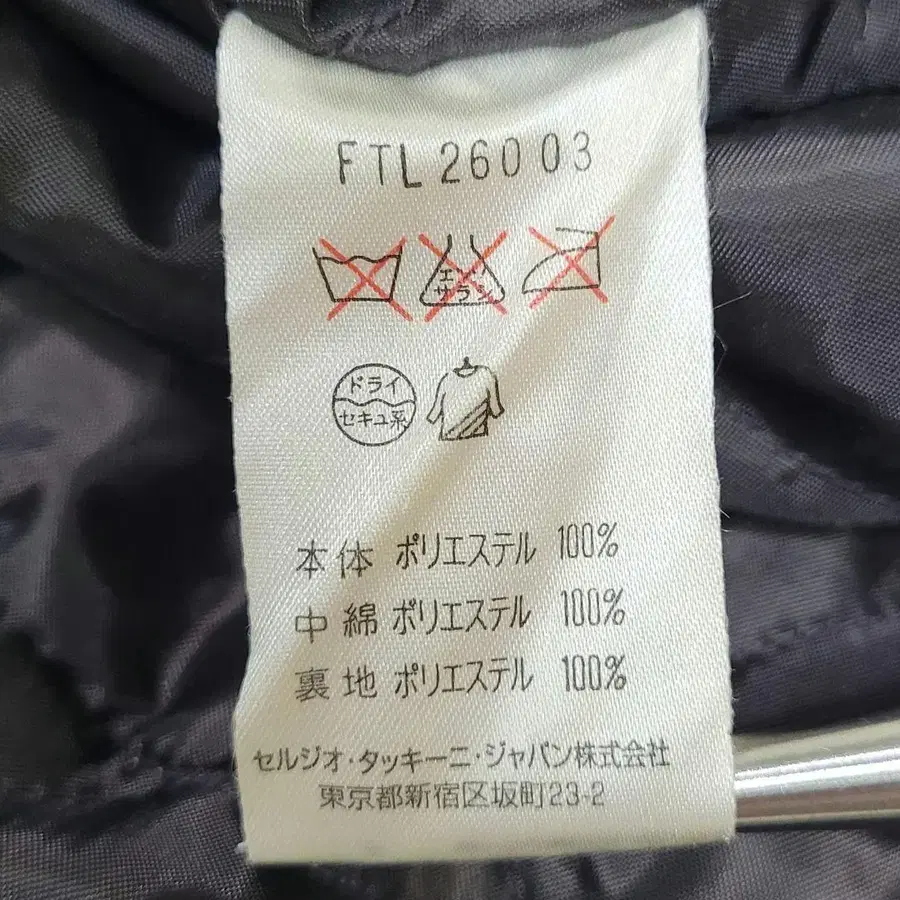 FTL 260 03
エンソ
サラシ
ドライ
セキユ系
本体 ポリエステル 100%
中綿 ポリエステル 100%
裏地 ポリエステル 100%
セルジオ・タッキーニ・ジャパン株式会社
東京都新宿区坂町23-2